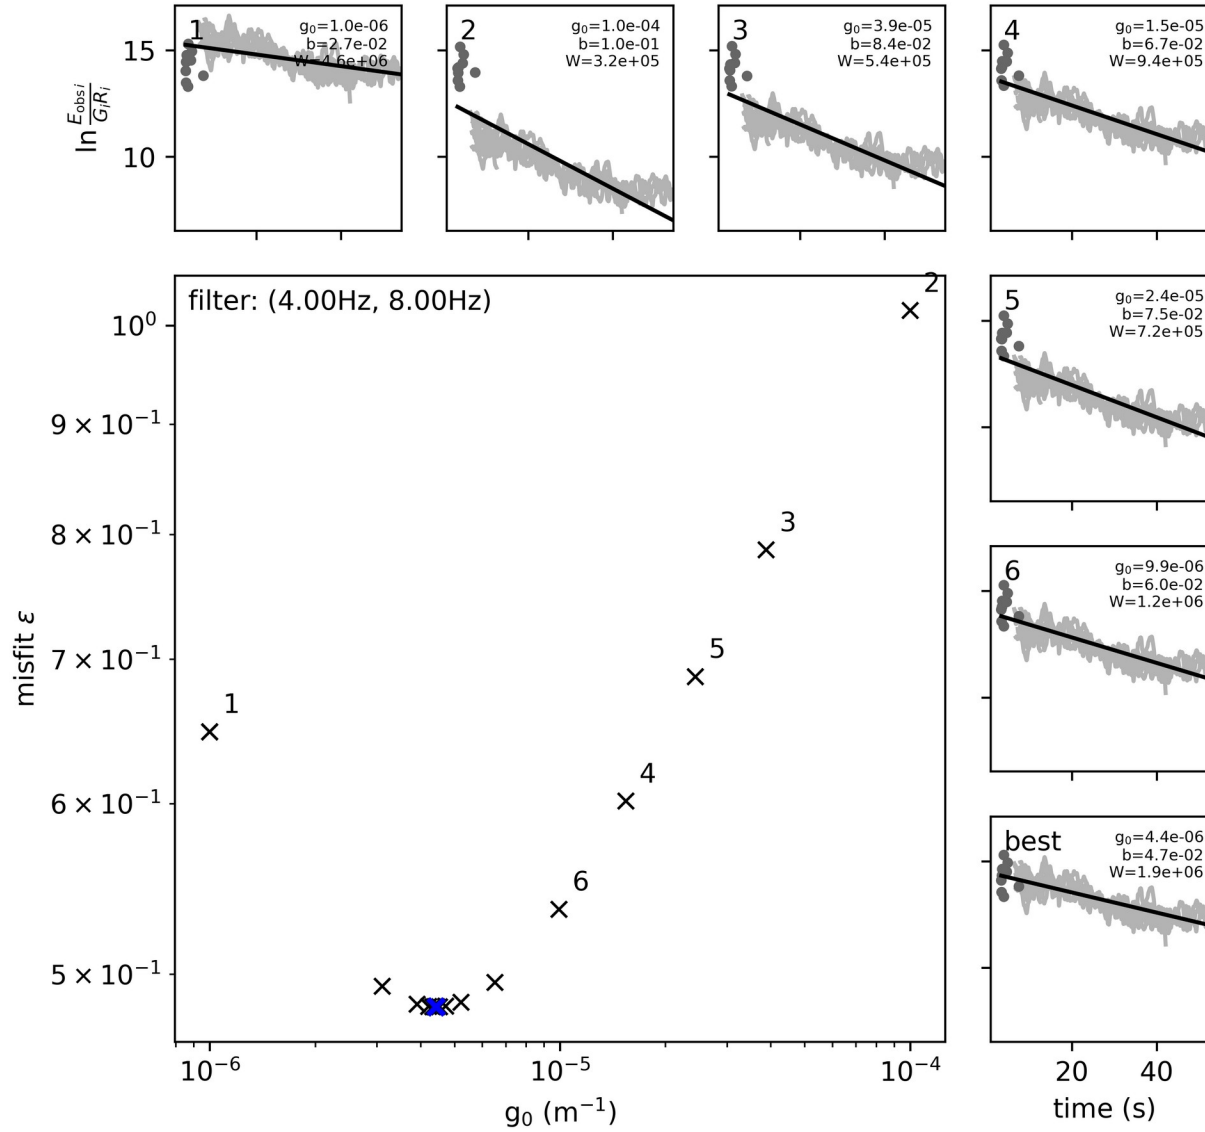 1
g₀=1.0e-06
b=2.7e-02
W=4.6e+06
15
10
ln E_obs i / G_i R_i
2
g₀=1.0e-04
b=1.0e-01
W=3.2e+05
3
g₀=3.9e-05
b=8.4e-02
W=5.4e+05
4
g₀=1.5e-05
b=6.7e-02
W=9.4e+05
filter: (4.00Hz, 8.00Hz)
10⁰
9 × 10⁻¹
8 × 10⁻¹
7 × 10⁻¹
6 × 10⁻¹
5 × 10⁻¹
misfit ε
2
3
5
1
4
6
10⁻⁶
10⁻⁵
10⁻⁴
g₀ (m⁻¹)
5
g₀=2.4e-05
b=7.5e-02
W=7.2e+05
6
g₀=9.9e-06
b=6.0e-02
W=1.2e+06
best
g₀=4.4e-06
b=4.7e-02
W=1.9e+06
20
40
time (s)